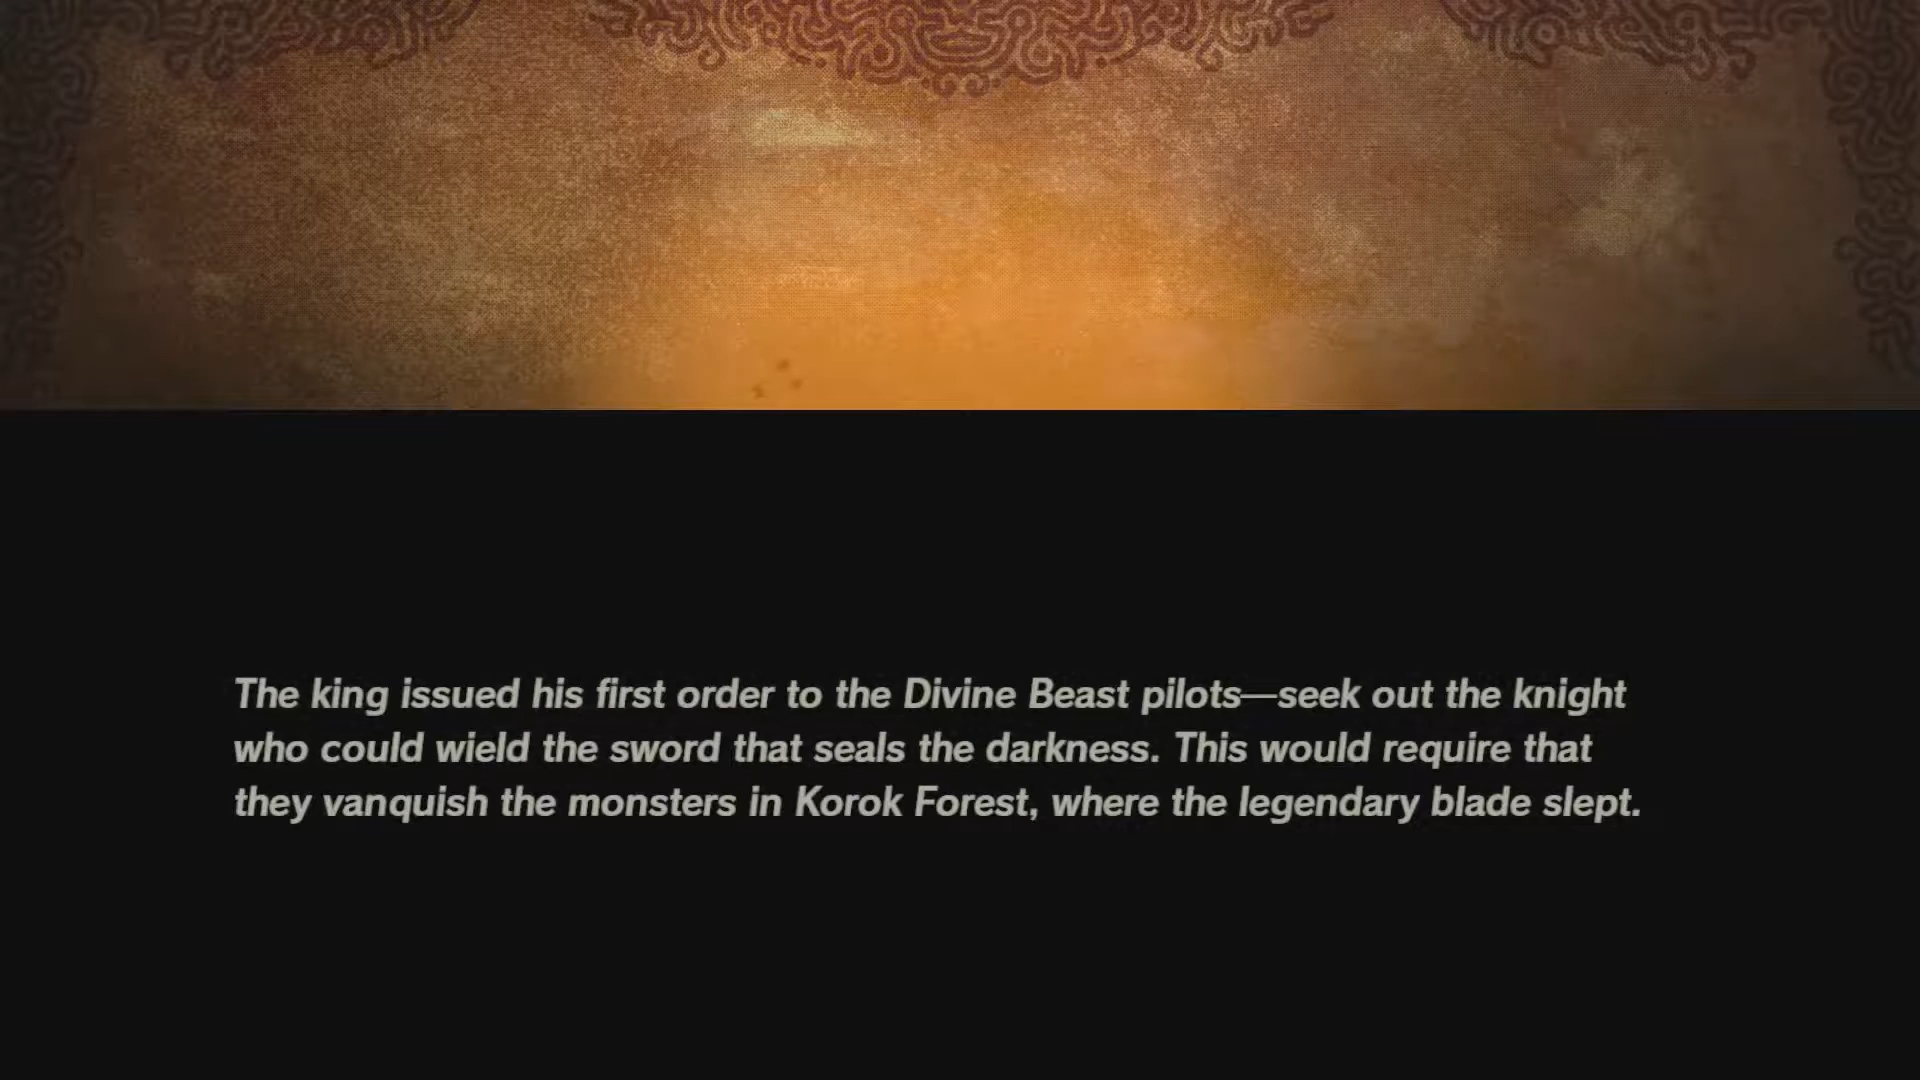 The king issued his first order to the Divine Beast pilots—seek out the knight
who could wield the sword that seals the darkness. This would require that
they vanquish the monsters in Korok Forest, where the legendary blade slept.